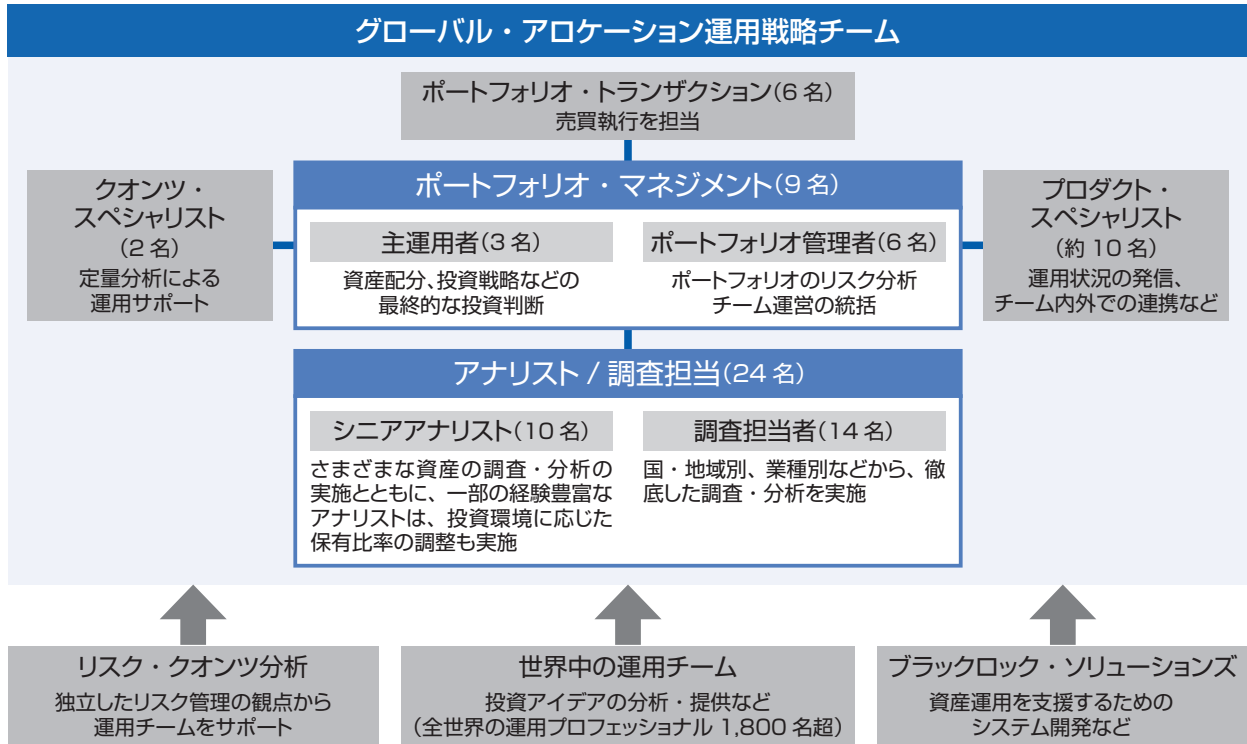 グローバル・アロケーション運用戦略チーム
ポートフォリオ・トランザクション(6 名)
売買執行を担当
クオンツ・
スペシャリスト
(2 名)
定量分析による
運用サポート
ポートフォリオ・マネジメント(9 名)
主運用者(3 名)
資産配分、投資戦略などの
最終的な投資判断
ポートフォリオ管理者(6 名)
ポートフォリオのリスク分析
チーム運営の統括
プロダクト・
スペシャリスト
(約 10 名)
運用状況の発信、
チーム内外での連携など
アナリスト / 調査担当(24 名)
シニアアナリスト(10 名)
さまざまな資産の調査・分析の
実施とともに、一部の経験豊富な
アナリストは、投資環境に応じた
保有比率の調整も実施
調査担当者(14 名)
国・地域別、業種別などから、徹
底した調査・分析を実施
リスク・クオンツ分析
独立したリスク管理の観点から
運用チームをサポート
世界中の運用チーム
投資アイデアの分析・提供など
(全世界の運用プロフェッショナル 1,800 名超)
ブラックロック・ソリューションズ
資産運用を支援するための
システム開発など